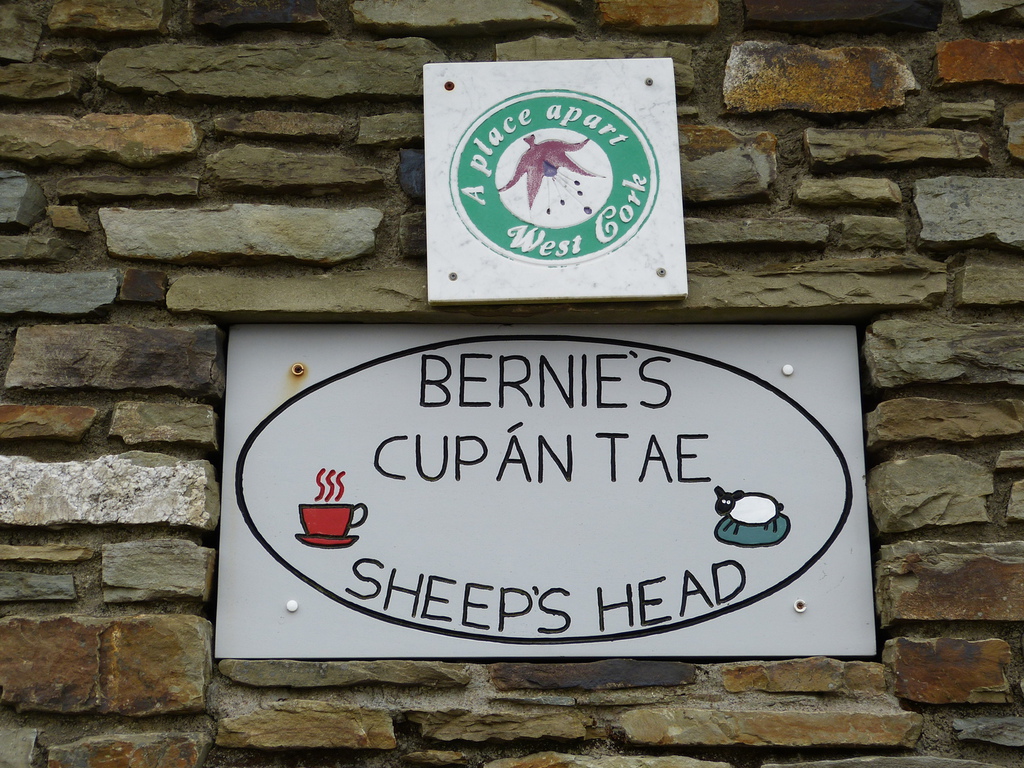 A place apart
West Cork
BERNIE'S
CUPÁN TAE
SHEEP'S HEAD